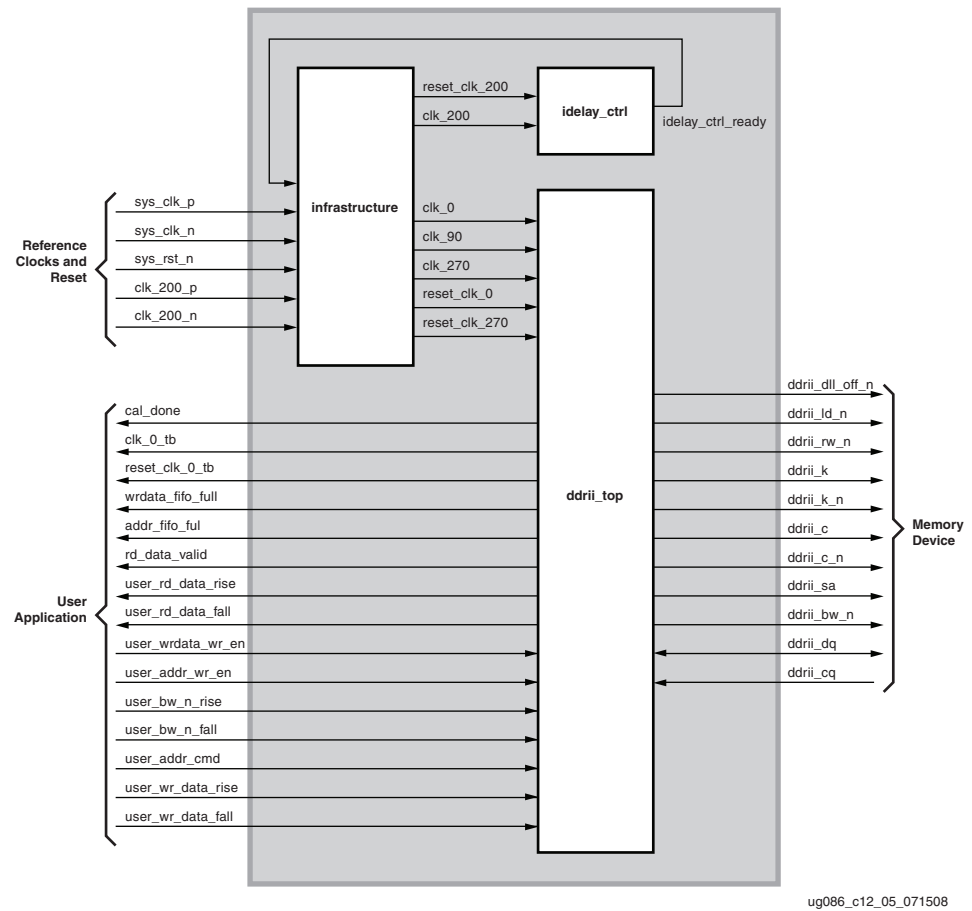 reset_clk_200
clk_200
idelay_ctrl
idelay_ctrl_ready
infrastructure
Reference
Clocks and
Reset
sys_clk_p
sys_clk_n
sys_rst_n
clk_200_p
clk_200_n
clk_0
clk_90
clk_270
reset_clk_0
reset_clk_270
User
Application
cal_done
clk_0_tb
reset_clk_0_tb
wrdata_fifo_full
addr_fifo_ful
rd_data_valid
user_rd_data_rise
user_rd_data_fall
user_wrdata_wr_en
user_addr_wr_en
user_bw_n_rise
user_bw_n_fall
user_addr_cmd
user_wr_data_rise
user_wr_data_fall
ddrii_top
ddrii_dll_off_n
ddrii_ld_n
ddrii_rw_n
ddrii_k
ddrii_k_n
ddrii_c
ddrii_c_n
ddrii_sa
ddrii_bw_n
ddrii_dq
ddrii_cq
Memory
Device
ug086_c12_05_071508